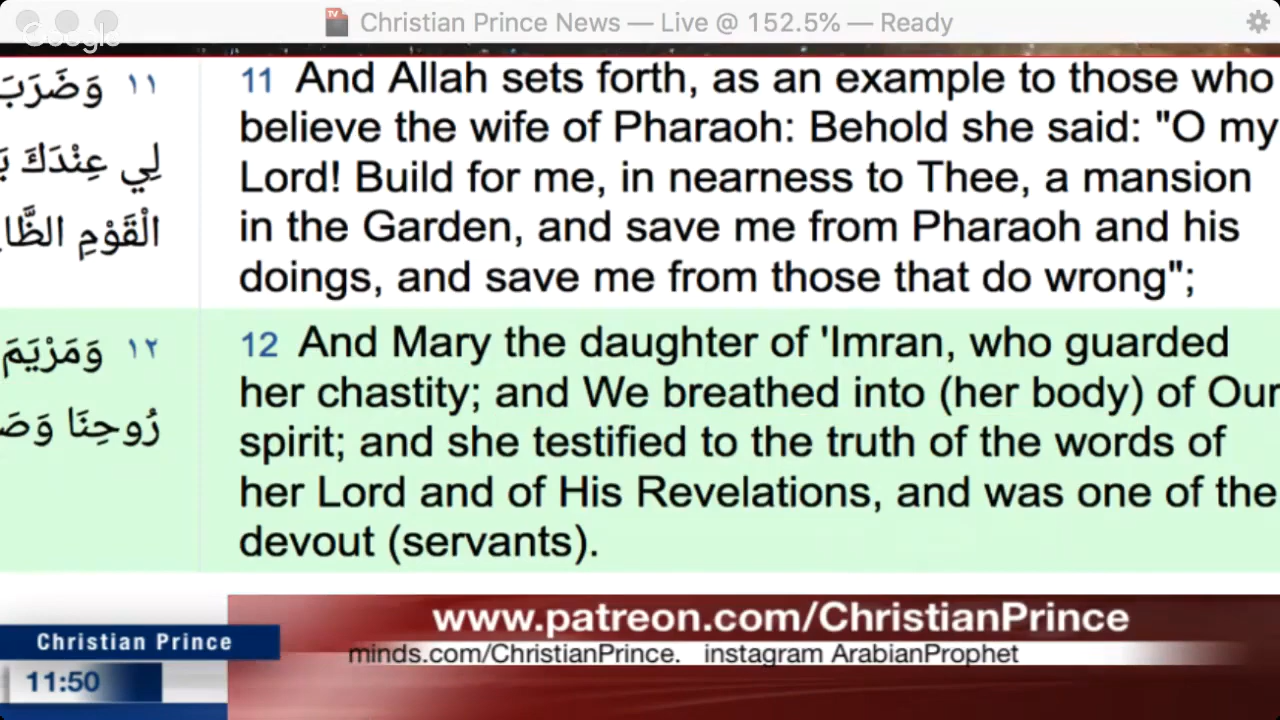 Christian Prince News — Live @ 152.5% — Ready
Google
١١ وَضَرَبَ
لِي عِنْدَكَ
الْقَوْمِ
11 And Allah sets forth, as an example to those who
believe the wife of Pharaoh: Behold she said: "O my
Lord! Build for me, in nearness to Thee, a mansion
in the Garden, and save me from Pharaoh and his
doings, and save me from those that do wrong";
١٢ وَمَرْيَمَ
رُوحِنَا
12 And Mary the daughter of 'Imran, who guarded
her chastity; and We breathed into (her body) of Our
spirit; and she testified to the truth of the words of
her Lord and of His Revelations, and was one of the
devout (servants).
www.patreon.com/ChristianPrince
Christian Prince
minds.com/ChristianPrince. instagram ArabianProphet
11:50